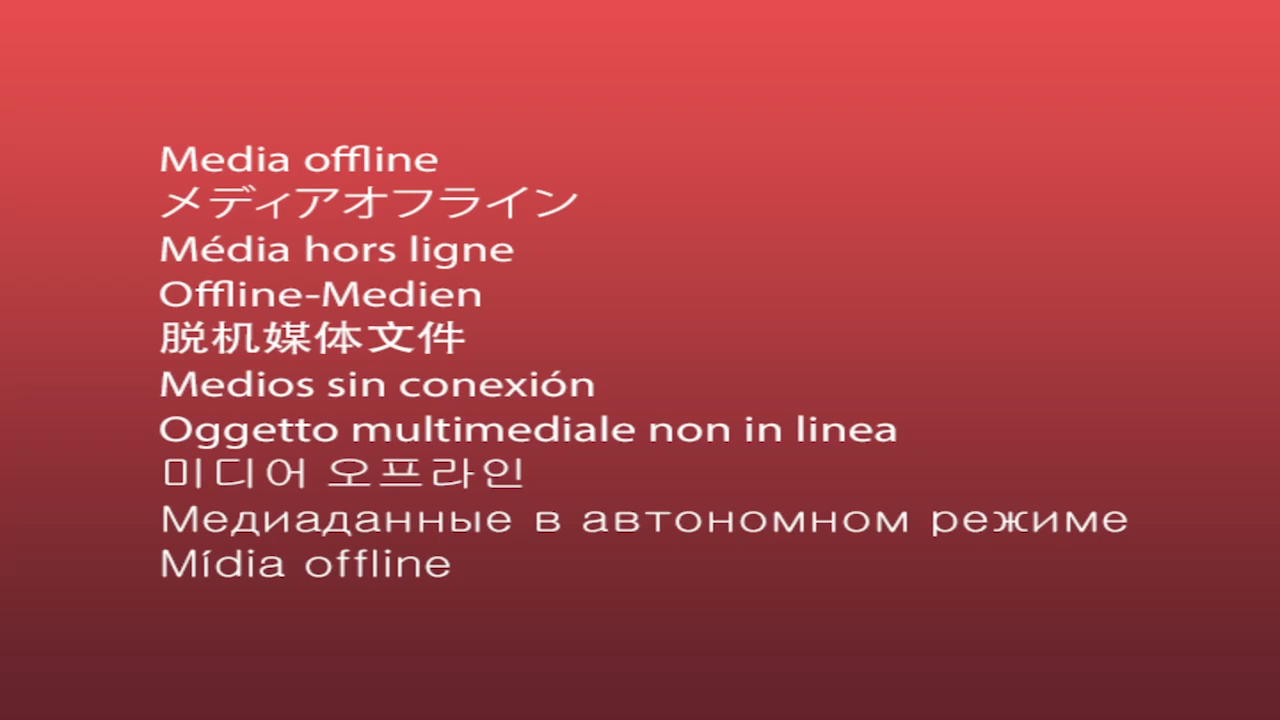 Media offline
メディアオフライン
Média hors ligne
Offline-Medien
脱机媒体文件
Medios sin conexión
Oggetto multimediale non in linea
미디어 오프라인
Медиаданные в автономном режиме
Mídia offline